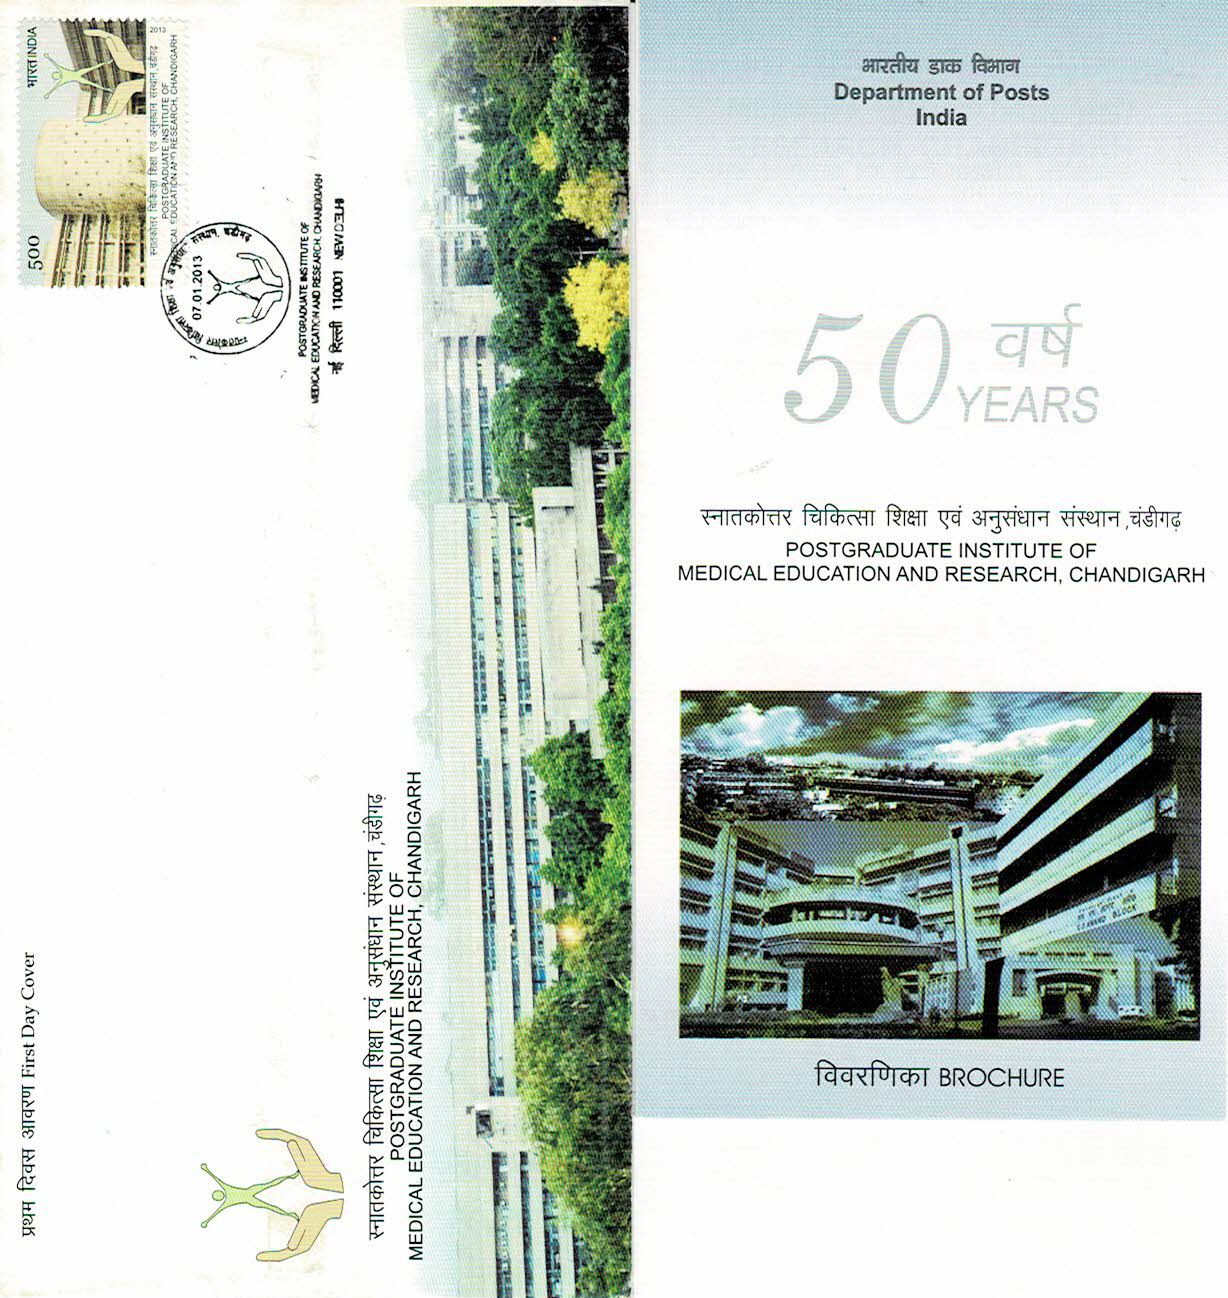 प्रथम दिवस आवरण First Day Cover
500
भारत INDIA
स्नातकोत्तर चिकित्सा शिक्षा एवं अनुसंधान संस्थान, चंडीगढ़
POSTGRADUATE INSTITUTE OF
MEDICAL EDUCATION AND RESEARCH, CHANDIGARH
2013
स्नातकोत्तर चिकित्सा शिक्षा एवं अनुसंधान संस्थान, चंडीगढ़
07.01.2013
POSTGRADUATE INSTITUTE OF
MEDICAL EDUCATION AND RESEARCH, CHANDIGARH
नई दिल्ली 110001 NEW DELHI
स्नातकोत्तर चिकित्सा शिक्षा एवं अनुसंधान संस्थान,चंडीगढ़
POSTGRADUATE INSTITUTE OF
MEDICAL EDUCATION AND RESEARCH, CHANDIGARH
भारतीय डाक विभाग
Department of Posts
India
50 वर्ष
YEARS
स्नातकोत्तर चिकित्सा शिक्षा एवं अनुसंधान संस्थान,चंडीगढ़
POSTGRADUATE INSTITUTE OF
MEDICAL EDUCATION AND RESEARCH, CHANDIGARH
विवरणिका BROCHURE